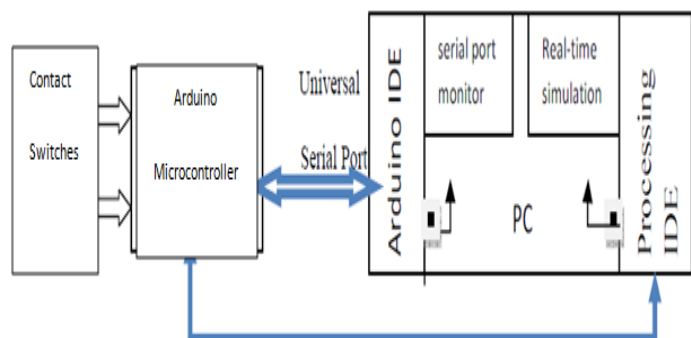 Contact
Switches
Arduino
Microcontroller
Universal
Serial Port
Arduino IDE
serial port
monitor
Real-time
simulation
PC
Processing
IDE